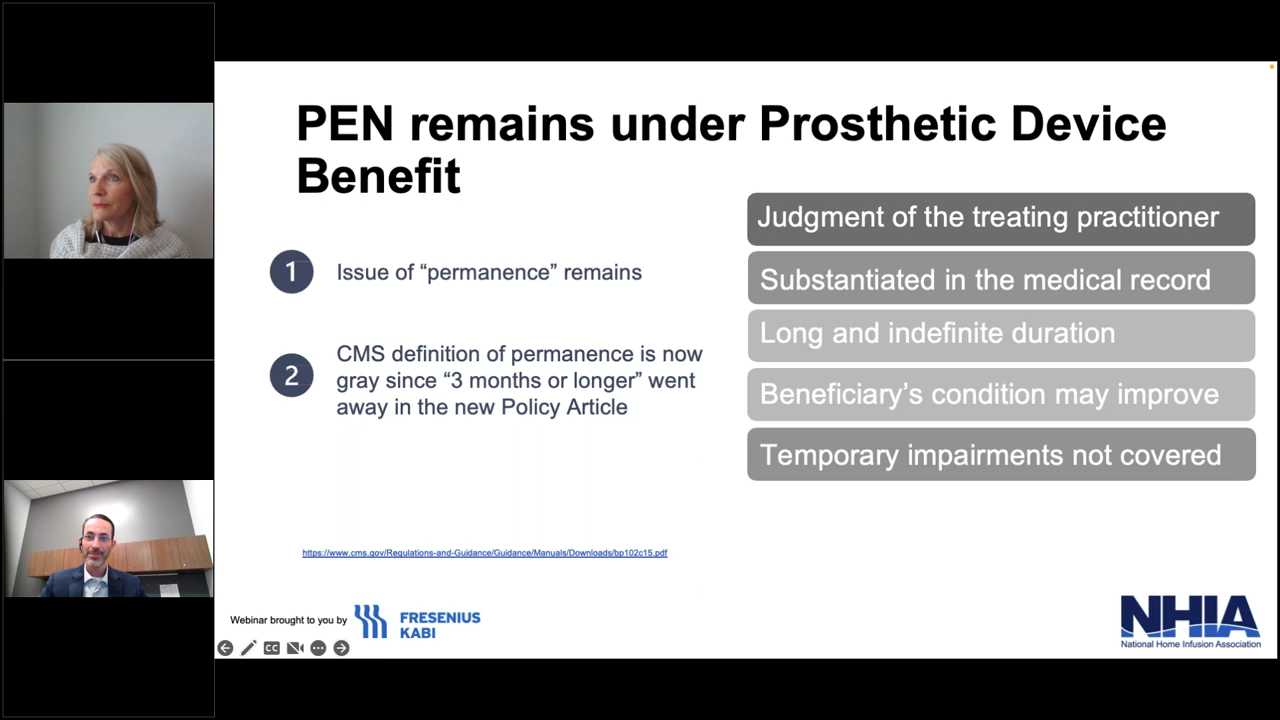 PEN remains under Prosthetic Device
Benefit
1
Issue of “permanence” remains
2
CMS definition of permanence is now
gray since “3 months or longer” went
away in the new Policy Article
Judgment of the treating practitioner
Substantiated in the medical record
Long and indefinite duration
Beneficiary’s condition may improve
Temporary impairments not covered
https://www.cms.gov/Regulations-and-Guidance/Guidance/Manuals/Downloads/bp102c15.pdf
Webinar brought to you by
FRESENIUS
KABI
CC
NHIA
National Home Infusion Association